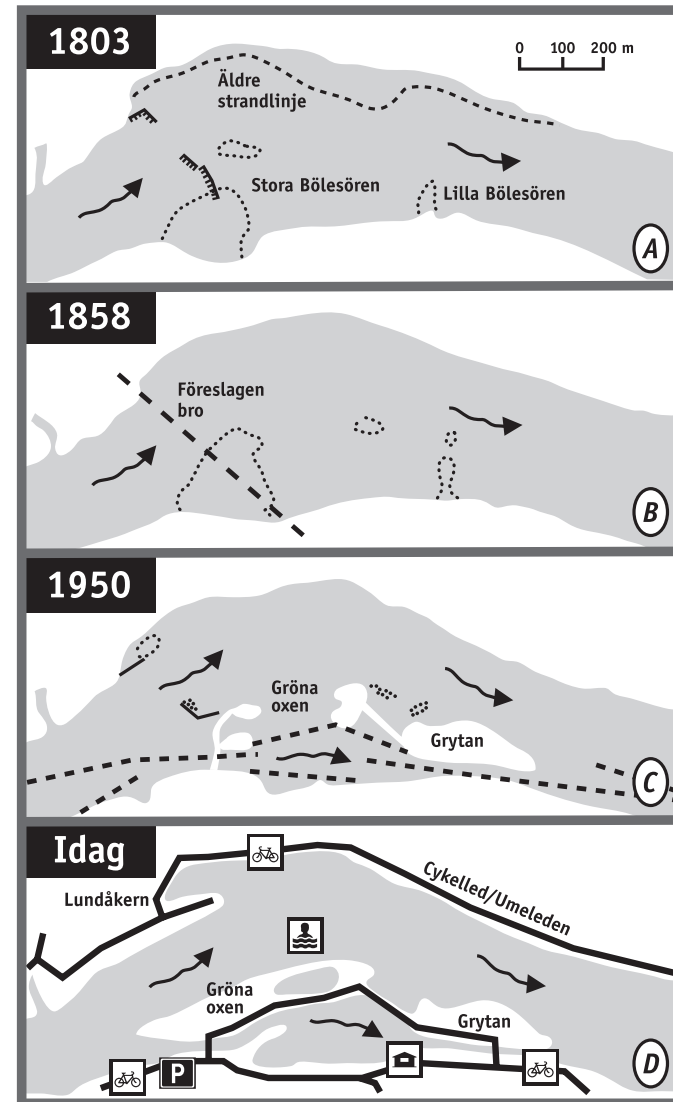 1803
0 100 200 m
Äldre
strandlinje
Stora Bölesören
Lilla Bölesören
A
1858
Föreslagen
bro
B
1950
Gröna
oxen
Grytan
C
Idag
Lundåkern
Cykelled/Umeleden
Gröna
oxen
Grytan
P
D